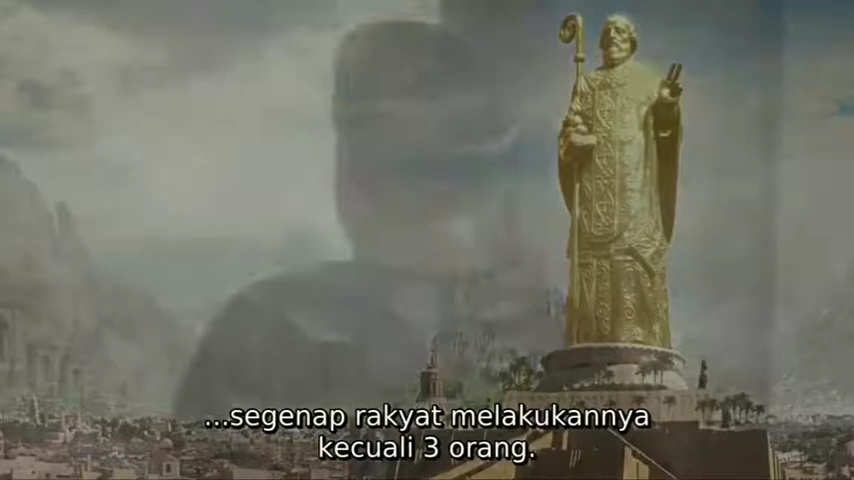 ...segenap rakyat melakukannya
kecuali 3 orang.